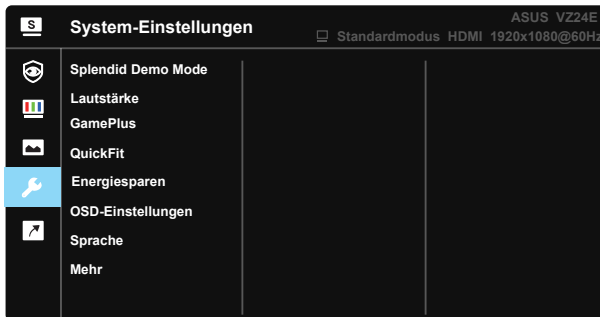 S
System-Einstellungen
ASUS VZ24E
Standardmodus HDMI 1920x1080@60Hz
Splendid Demo Mode
Lautstärke
GamePlus
QuickFit
Energiesparen
OSD-Einstellungen
Sprache
Mehr